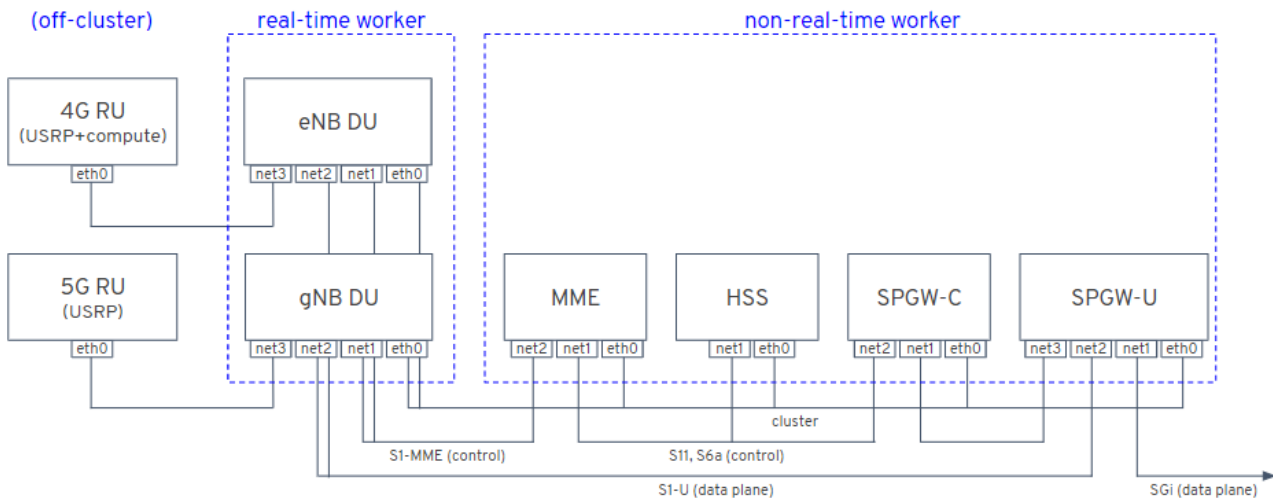 (off-cluster)
real-time worker
non-real-time worker
4G RU
(USRP+compute)
eth0
eNB DU
net3 net2 net1 eth0
5G RU
(USRP)
eth0
gNB DU
net3 net2 net1 eth0
MME
net2 net1 eth0
HSS
net1 eth0
SPGW-C
net2 net1 eth0
SPGW-U
net3 net2 net1 eth0
cluster
S1-MME (control)
S11, S6a (control)
S1-U (data plane)
SGi (data plane)